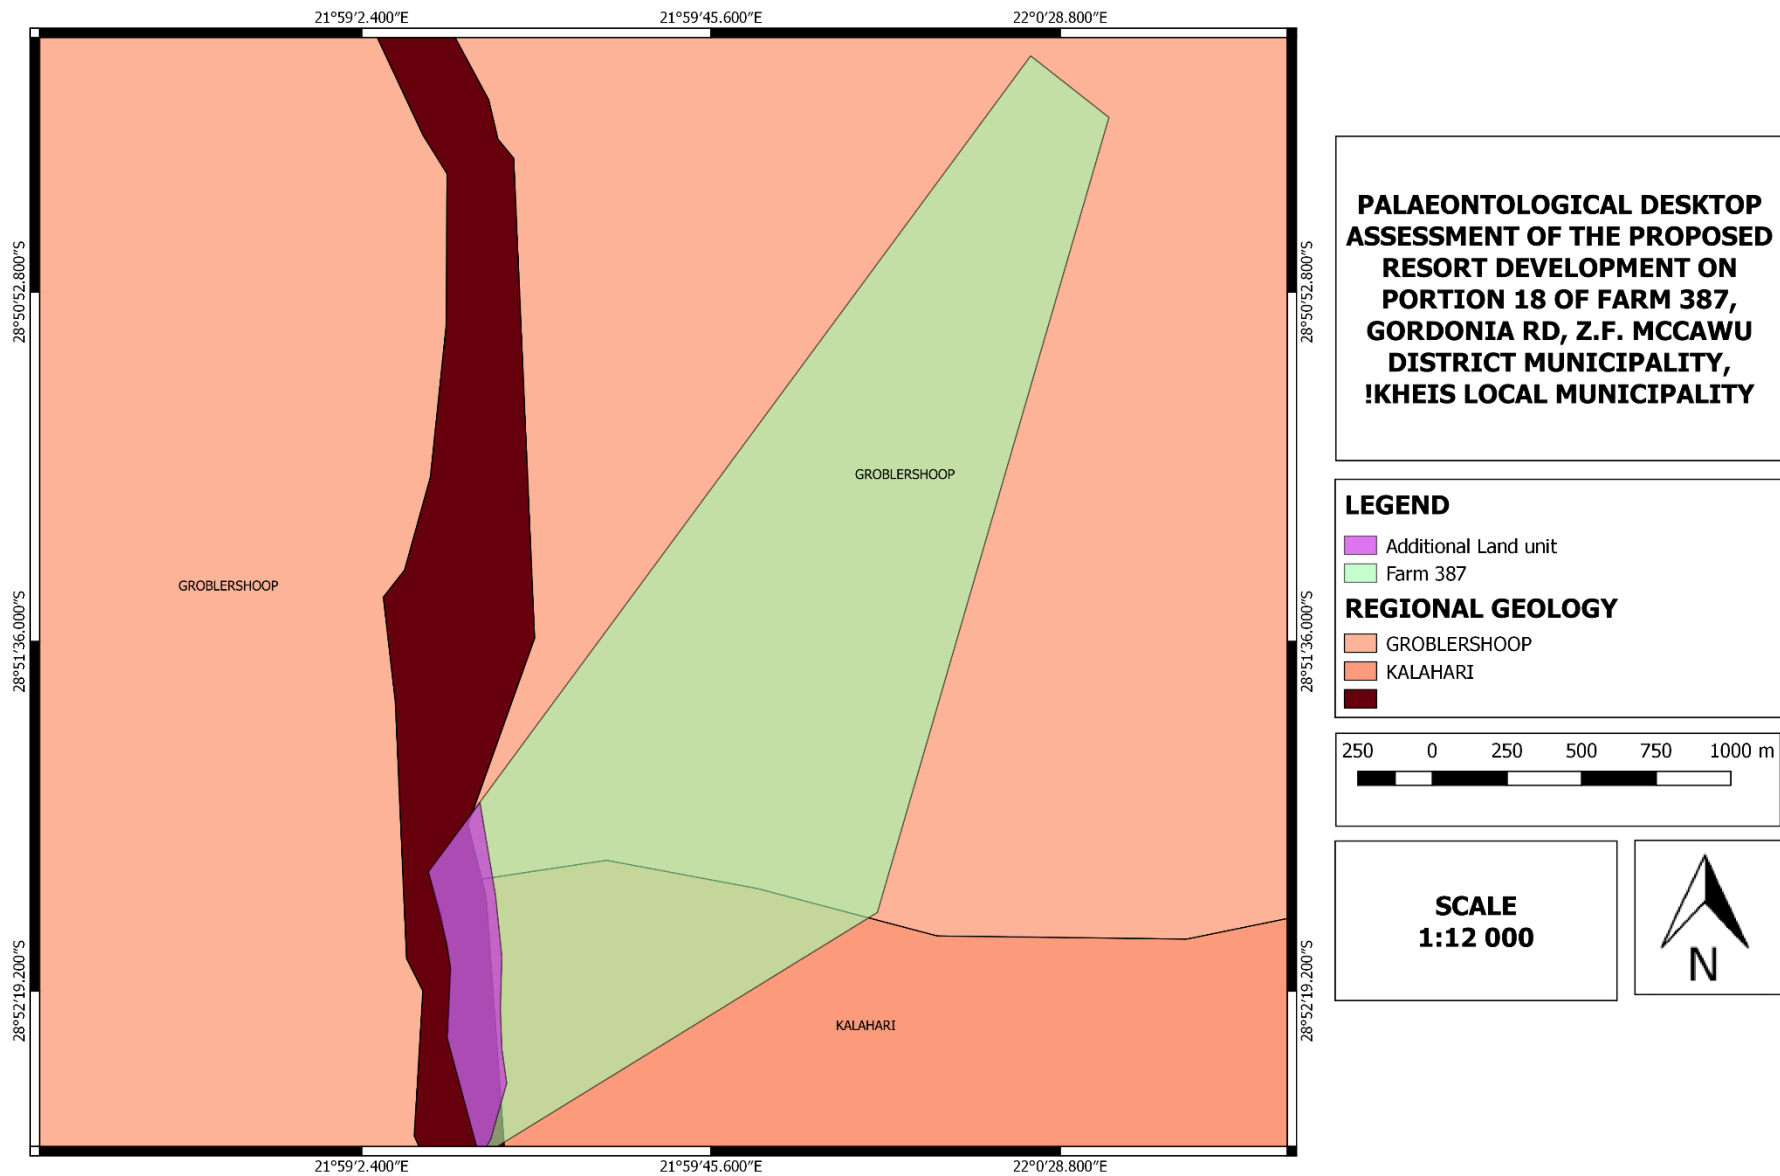 21°59′2.400″E 21°59′45.600″E 22°0′28.800″E
28°50′52.800″S 28°50′52.800″S
28°51′36.000″S 28°51′36.000″S
28°52′19.200″S 28°52′19.200″S
GROBLERSHOOP
GROBLERSHOOP
KALAHARI
21°59′2.400″E 21°59′45.600″E 22°0′28.800″E
PALAEONTOLOGICAL DESKTOP
ASSESSMENT OF THE PROPOSED
RESORT DEVELOPMENT ON
PORTION 18 OF FARM 387,
GORDONIA RD, Z.F. MCCAWU
DISTRICT MUNICIPALITY,
!KHEIS LOCAL MUNICIPALITY
LEGEND
Additional Land unit
Farm 387
REGIONAL GEOLOGY
GROBLERSHOOP
KALAHARI
250 0 250 500 750 1000 m
SCALE
1:12 000
N